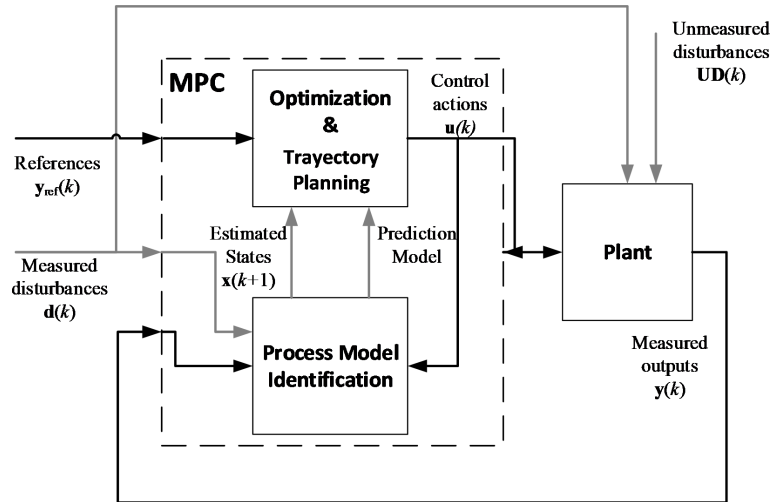 Unmeasured
disturbances
UD(k)
MPC
Control
actions
u(k)
Optimization
&
Trayectory
Planning
References
yref(k)
Plant
Estimated
States
x(k+1)
Prediction
Model
Measured
disturbances
d(k)
Process Model
Identification
Measured
outputs
y(k)